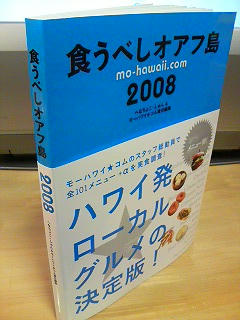 食うべしオアフ島
mo-hawaii.com
2008
モーハワイ★コムのスタッフ総動員で
全101メニュー+αを実食調査!
ハワイ発
ローカル
グルメの
決定版!
食うべしオアフ島
2008